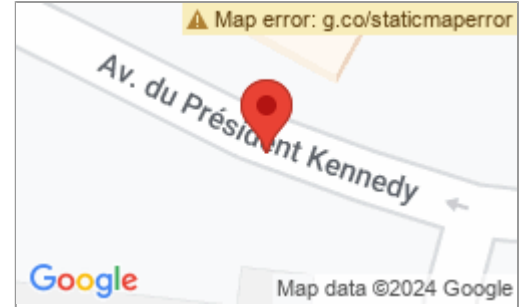 Map error: g.co/staticmaperror
Av. du Président Kennedy
Google
Map data ©2024 Google